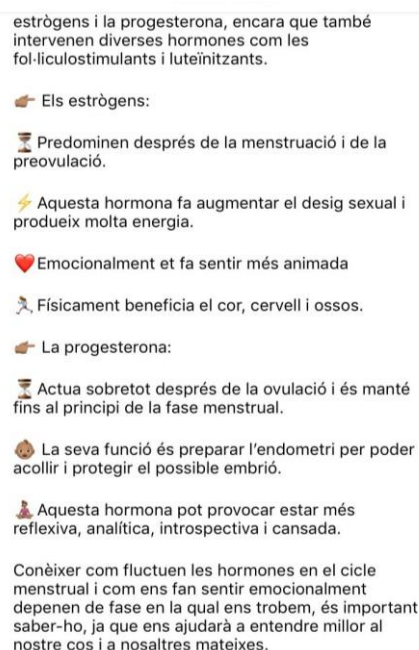 estrògens i la progesterona, encara que també
intervenen diverses hormones com les
fol·liculostimulants i luteïnitzants.
👉🏽 Els estrògens:
⏳ Predominen després de la menstruació i de la
preovulació.
⚡ Aquesta hormona fa augmentar el desig sexual i
produeix molta energia.
❤️ Emocionalment et fa sentir més animada
🏃🏽‍♀️ Físicament beneficia el cor, cervell i ossos.
👉🏽 La progesterona:
⏳ Actua sobretot després de la ovulació i és manté
fins al principi de la fase menstrual.
👶🏽 La seva funció és preparar l'endometri per poder
acollir i protegir el possible embrió.
🧘🏽‍♀️ Aquesta hormona pot provocar estar més
reflexiva, analítica, introspectiva i cansada.
Conèixer com fluctuen les hormones en el cicle
menstrual i com ens fan sentir emocionalment
depenen de fase en la qual ens trobem, és important
saber-ho, ja que ens ajudarà a entendre millor al
nostre cos i a nosaltres mateixes.